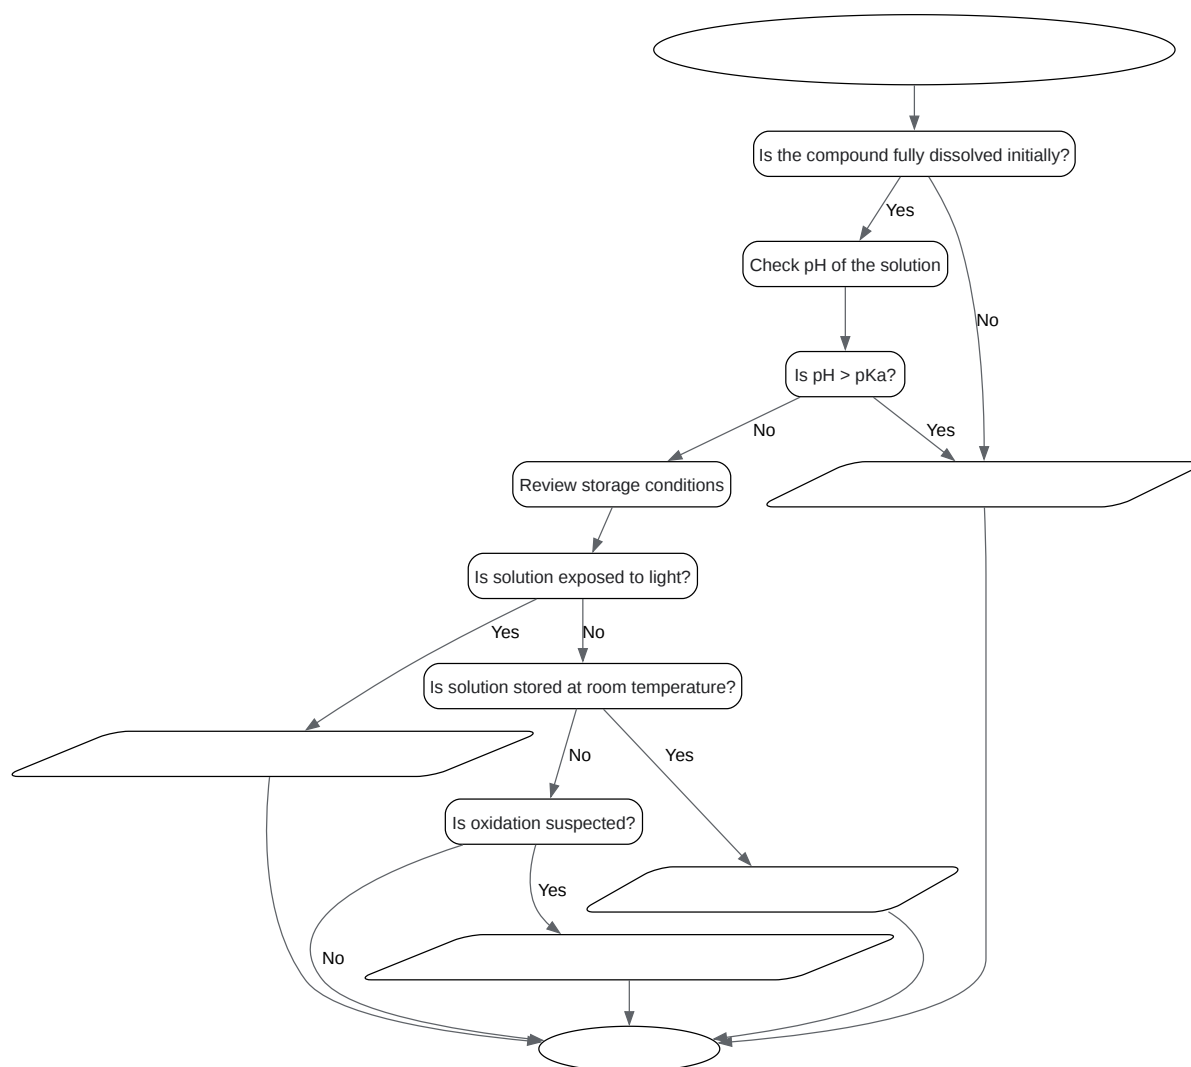 Is the compound fully dissolved initially?
Yes
Check pH of the solution
No
Is pH > pKa?
No
Yes
Review storage conditions
Is solution exposed to light?
Yes
No
Is solution stored at room temperature?
No
Yes
Is oxidation suspected?
Yes
No